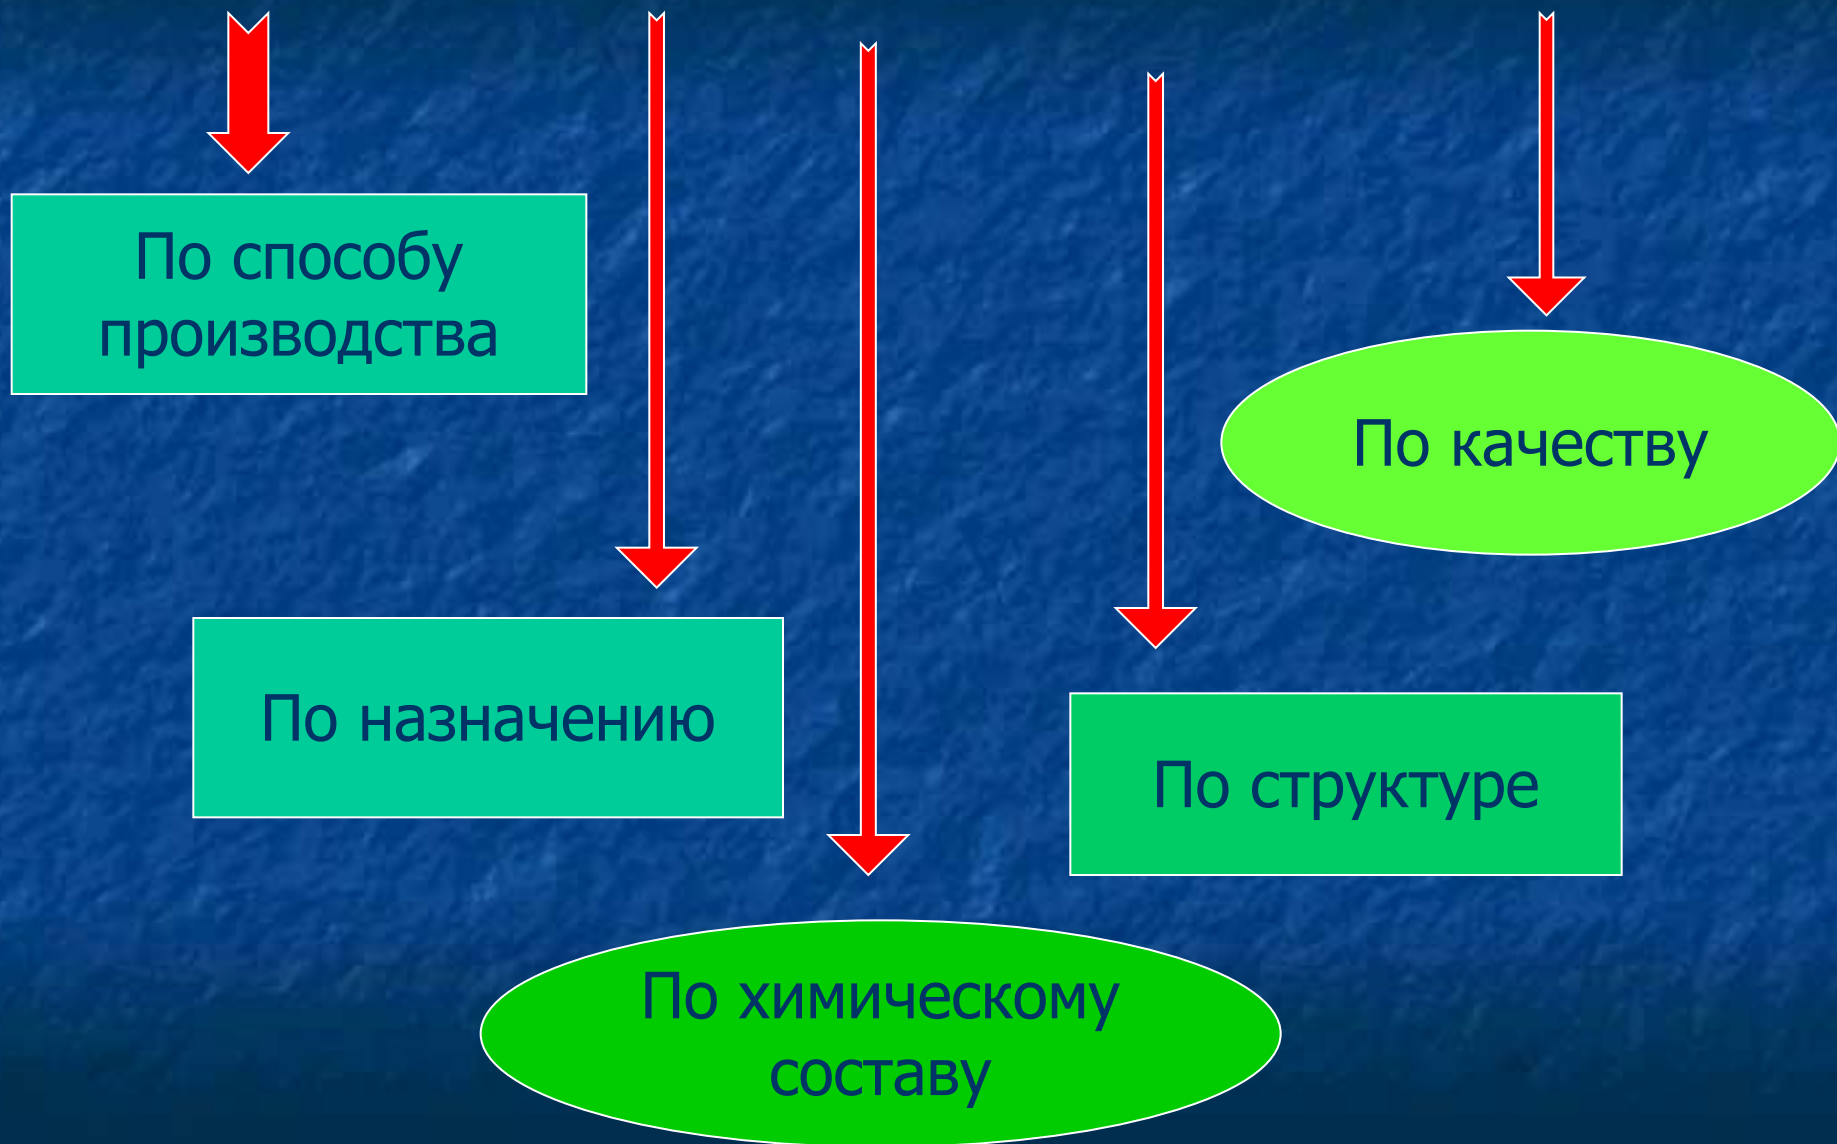 По способу
производства
По качеству
По назначению
По структуре
По химическому
составу